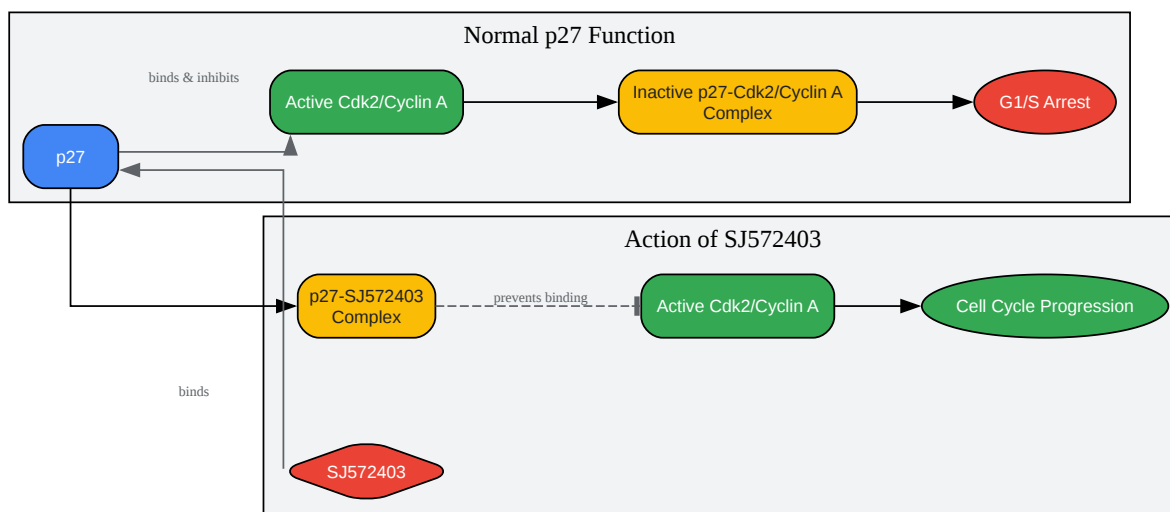 Normal p27 Function
binds & inhibits
Active Cdk2/Cyclin A
Inactive p27-Cdk2/Cyclin A
Complex
G1/S Arrest
p27
Action of SJ572403
p27-SJ572403
Complex
prevents binding
Active Cdk2/Cyclin A
Cell Cycle Progression
binds
SJ572403